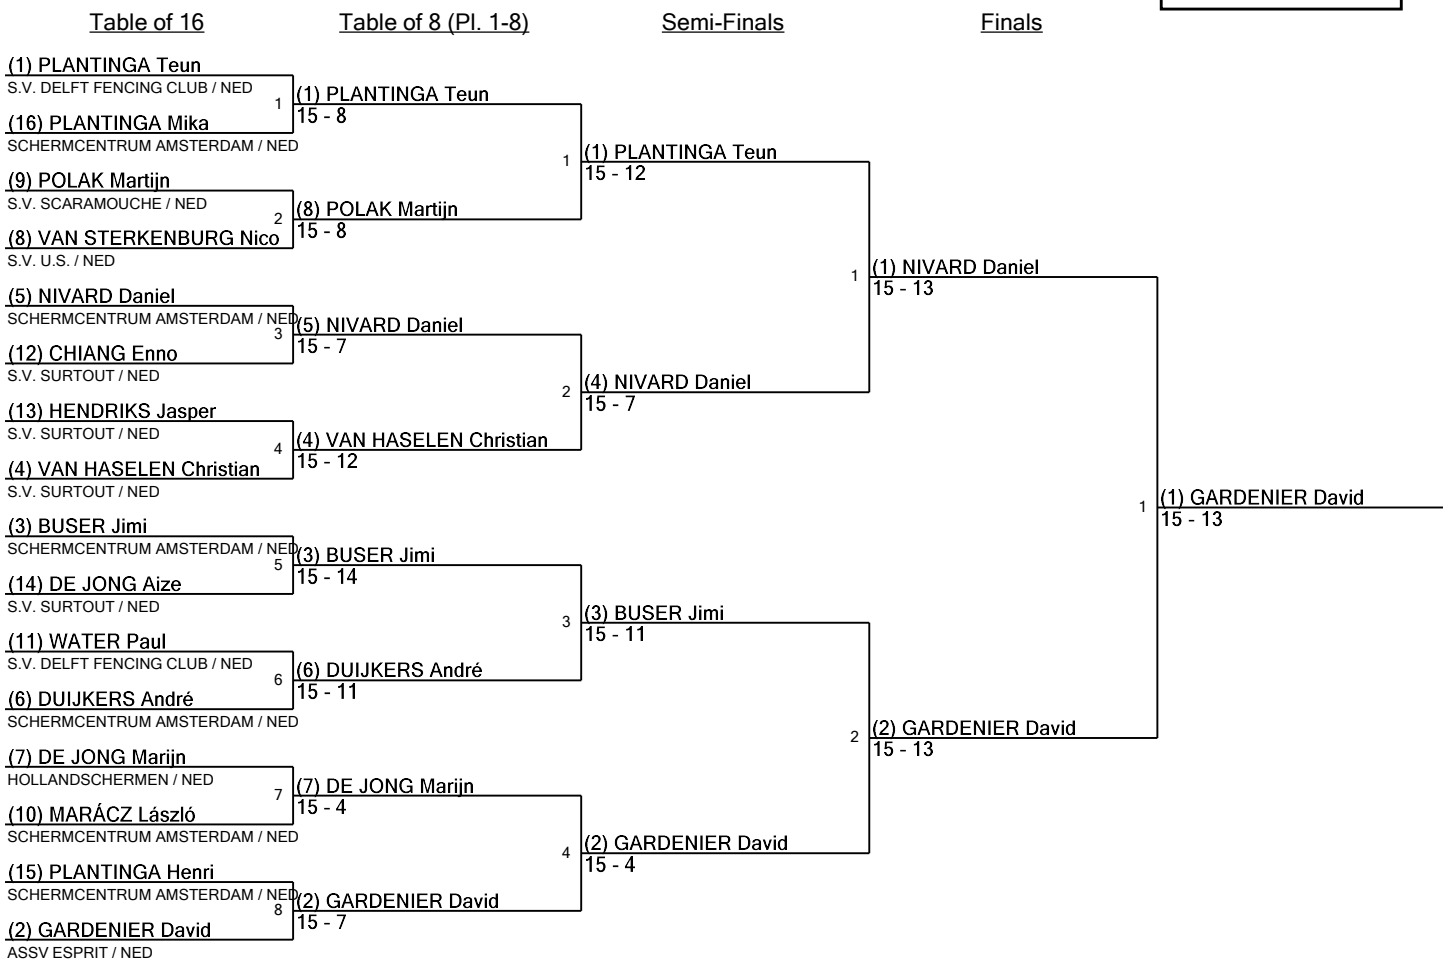 Table of 16
Table of 8 (Pl. 1-8)
Semi-Finals
Finals
(1) PLANTINGA Teun
S.V. DELFT FENCING CLUB / NED
1
(16) PLANTINGA Mika
SCHERMCENTRUM AMSTERDAM / NED
(9) POLAK Martijn
S.V. SCARAMOUCHE / NED
2
(8) VAN STERKENBURG Nico
S.V. U.S. / NED
(5) NIVARD Daniel
SCHERMCENTRUM AMSTERDAM / NED
3
(12) CHIANG Enno
S.V. SURTOUT / NED
(13) HENDRIKS Jasper
S.V. SURTOUT / NED
4
(4) VAN HASELEN Christian
S.V. SURTOUT / NED
(3) BUSER Jimi
SCHERMCENTRUM AMSTERDAM / NED
5
(14) DE JONG Aize
S.V. SURTOUT / NED
(11) WATER Paul
S.V. DELFT FENCING CLUB / NED
6
(6) DUIJKERS André
SCHERMCENTRUM AMSTERDAM / NED
(7) DE JONG Marijn
HOLLANDSCHERMEN / NED
7
(10) MARÁCZ László
SCHERMCENTRUM AMSTERDAM / NED
(15) PLANTINGA Henri
SCHERMCENTRUM AMSTERDAM / NED
8
(2) GARDENIER David
ASSV ESPRIT / NED
(1) PLANTINGA Teun
15 - 8
1
(8) POLAK Martijn
15 - 8
(5) NIVARD Daniel
15 - 7
2
(4) VAN HASELEN Christian
15 - 12
(3) BUSER Jimi
15 - 14
3
(6) DUIJKERS André
15 - 11
(7) DE JONG Marijn
15 - 4
4
(2) GARDENIER David
15 - 7
(1) PLANTINGA Teun
15 - 12
1
(4) NIVARD Daniel
15 - 7
(3) BUSER Jimi
15 - 11
2
(2) GARDENIER David
15 - 4
(1) NIVARD Daniel
15 - 13
1
(2) GARDENIER David
15 - 13
(1) GARDENIER David
15 - 13